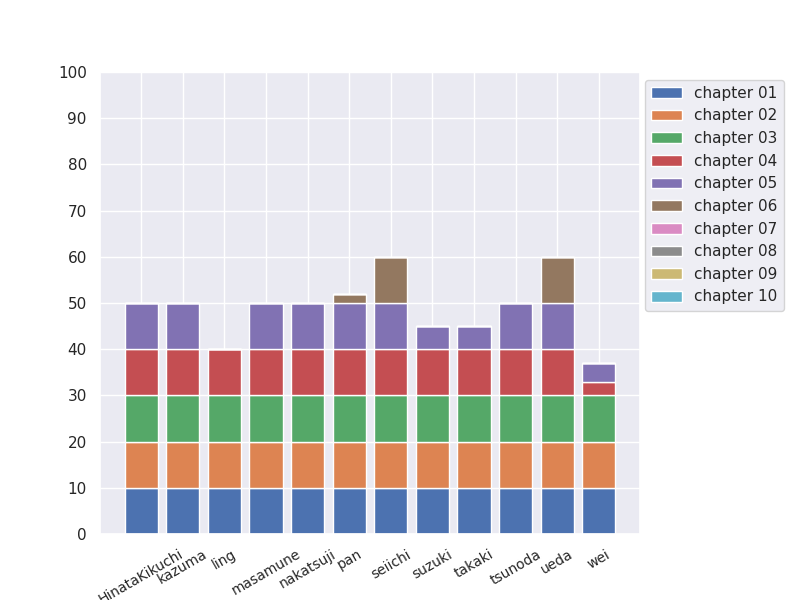 100
90
80
70
60
50
40
30
20
10
0
HinataKikuchi
kazuma
ling
masamune
nakatsuji
pan
seiichi
suzuki
takaki
tsunoda
ueda
wei
chapter 01
chapter 02
chapter 03
chapter 04
chapter 05
chapter 06
chapter 07
chapter 08
chapter 09
chapter 10